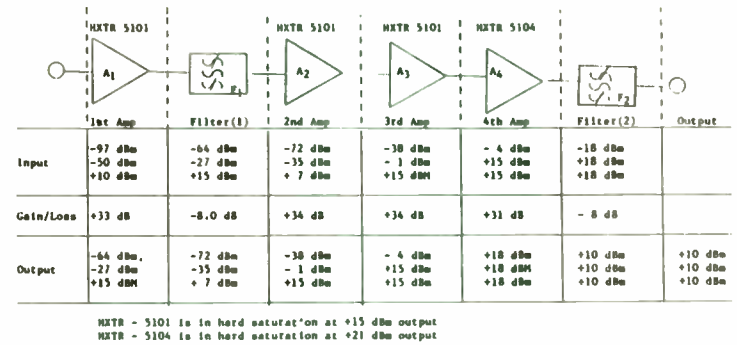 HXTR 5101 HXTR 5101 HXTR 5101 HXTR 5104
A1 F1 A2 A3 A4 F2
1st Amp Filter(1) 2nd Amp 3rd Amp 4th Amp Filter(2) Output
Input
-97 dBm -64 dBm -72 dBm -38 dBm - 4 dBm -18 dBm
-50 dBm -27 dBm -35 dBm - 1 dBm +15 dBm +18 dBm
+10 dBm +15 dBm + 7 dBm +15 dBM +15 dBm +18 dBm
Gain/Loss +33 dB -8.0 dB +34 dB +34 dB +31 dB - 8 dB
Output
-64 dBm. -72 dBm -38 dBm - 4 dBm +18 dBm +10 dBm +10 dBm
-27 dBm -35 dBm - 1 dBm +15 dBm +18 dBM +10 dBm +10 dBm
+15 dBM + 7 dBm +15 dBm +15 dBm +18 dBm +10 dBm +10 dBm
HXTR - 5101 is in hard saturation at +15 dBm output
HXTR - 5104 is in hard saturation at +21 dBm output